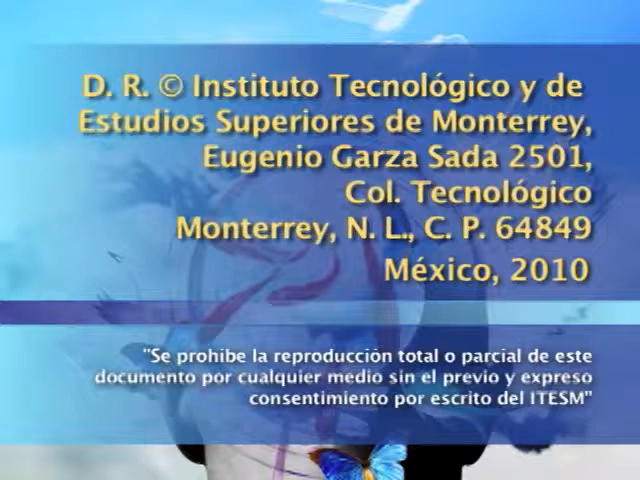 D. R. © Instituto Tecnológico y de
Estudios Superiores de Monterrey,
Eugenio Garza Sada 2501,
Col. Tecnológico
Monterrey, N. L., C. P. 64849
México, 2010
"Se prohibe la reproducción total o parcial de este
documento por cualquier medio sin el previo y expreso
consentimiento por escrito del ITESM"